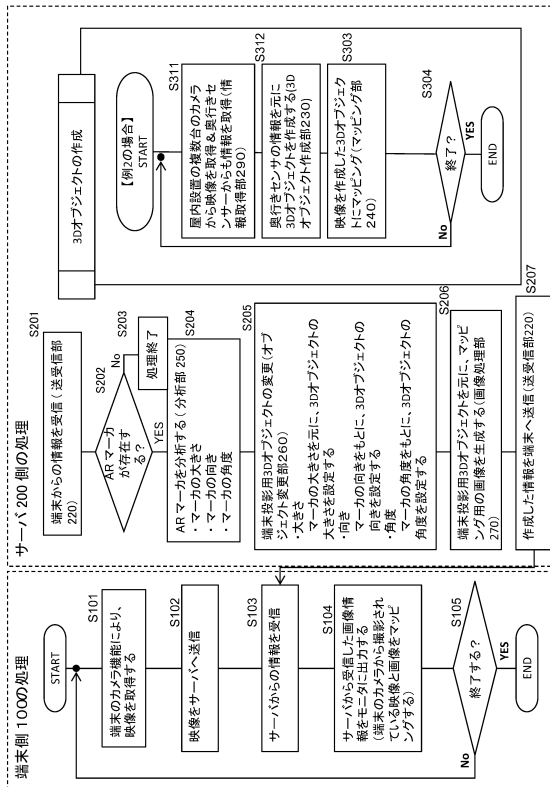 端末側 100の処理
START
S101
端末のカメラ機能により、
映像を取得する
S102
映像をサーバへ送信
S103
サーバからの情報を受信
S104
サーバから受信した画像情
報をモニタに出力する
(端末のカメラから撮影され
ている映像と画像をマッピ
ングする)
S105
終了する?
No
YES
END
サーバ 200 側の処理
S201
端末からの情報を受信(送受信部
220)
S202
ARマーカ
が存在す
る?
No
S203
処理終了
YES
S204
ARマーカを分析する(分析部 250)
・マーカの大きさ
・マーカの向き
・マーカの角度
S205
端末投影用3Dオブジェクトの変更(オブ
ジェクト変更部260)
・大きさ
マーカの大きさを元に、3Dオブジェクトの
大きさを設定する
・向き
マーカの向きをもとに、3Dオブジェクトの
向きを設定する
・角度
マーカの角度をもとに、3Dオブジェクトの
角度を設定する
S206
端末投影用3Dオブジェクトを元に、マッピ
ング用の画像を生成する(画像処理部
270)
S207
作成した情報を端末へ送信(送受信部220)
3Dオブジェクトの作成
【例2の場合】
START
S311
屋内設置の複数台のカメラ
から映像を取得&奥行きセ
ンサーからも情報を取得(情
報取得部290)
S312
奥行きセンサの情報を元に
3Dオブジェクトを作成する(3D
オブジェクト作成部230)
S303
映像を作成した3Dオブジェク
トにマッピング(マッピング部
240)
S304
終了?
No
YES
END